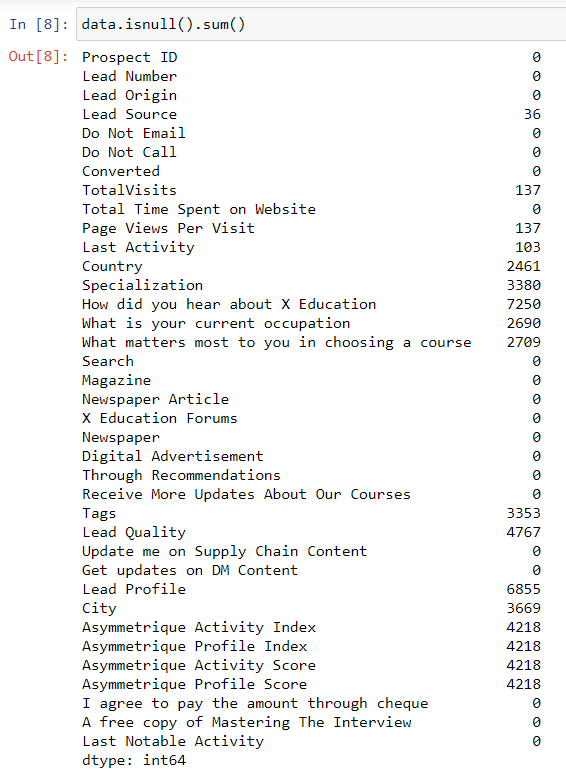 In [8]: data.isnull().sum()
Out[8]: Prospect ID 0
Lead Number 0
Lead Origin 0
Lead Source 36
Do Not Email 0
Do Not Call 0
Converted 0
TotalVisits 137
Total Time Spent on Website 0
Page Views Per Visit 137
Last Activity 103
Country 2461
Specialization 3380
How did you hear about X Education 7250
What is your current occupation 2690
What matters most to you in choosing a course 2709
Search 0
Magazine 0
Newspaper Article 0
X Education Forums 0
Newspaper 0
Digital Advertisement 0
Through Recommendations 0
Receive More Updates About Our Courses 0
Tags 3353
Lead Quality 4767
Update me on Supply Chain Content 0
Get updates on DM Content 0
Lead Profile 6855
City 3669
Asymmetrique Activity Index 4218
Asymmetrique Profile Index 4218
Asymmetrique Activity Score 4218
Asymmetrique Profile Score 4218
I agree to pay the amount through cheque 0
A free copy of Mastering The Interview 0
Last Notable Activity 0
dtype: int64